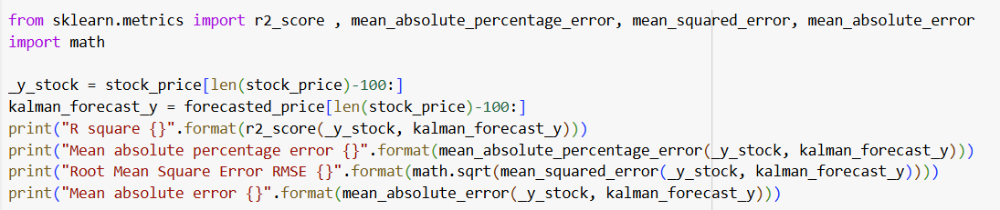 from sklearn.metrics import r2_score , mean_absolute_percentage_error, mean_squared_error, mean_absolute_error
import math
_y_stock = stock_price[len(stock_price)-100:]
kalman_forecast_y = forecasted_price[len(stock_price)-100:]
print("R square {}".format(r2_score(_y_stock, kalman_forecast_y)))
print("Mean absolute percentage error {}".format(mean_absolute_percentage_error(_y_stock, kalman_forecast_y)))
print("Root Mean Square Error RMSE {}".format(math.sqrt(mean_squared_error(_y_stock, kalman_forecast_y))))
print("Mean absolute error {}".format(mean_absolute_error(_y_stock, kalman_forecast_y)))